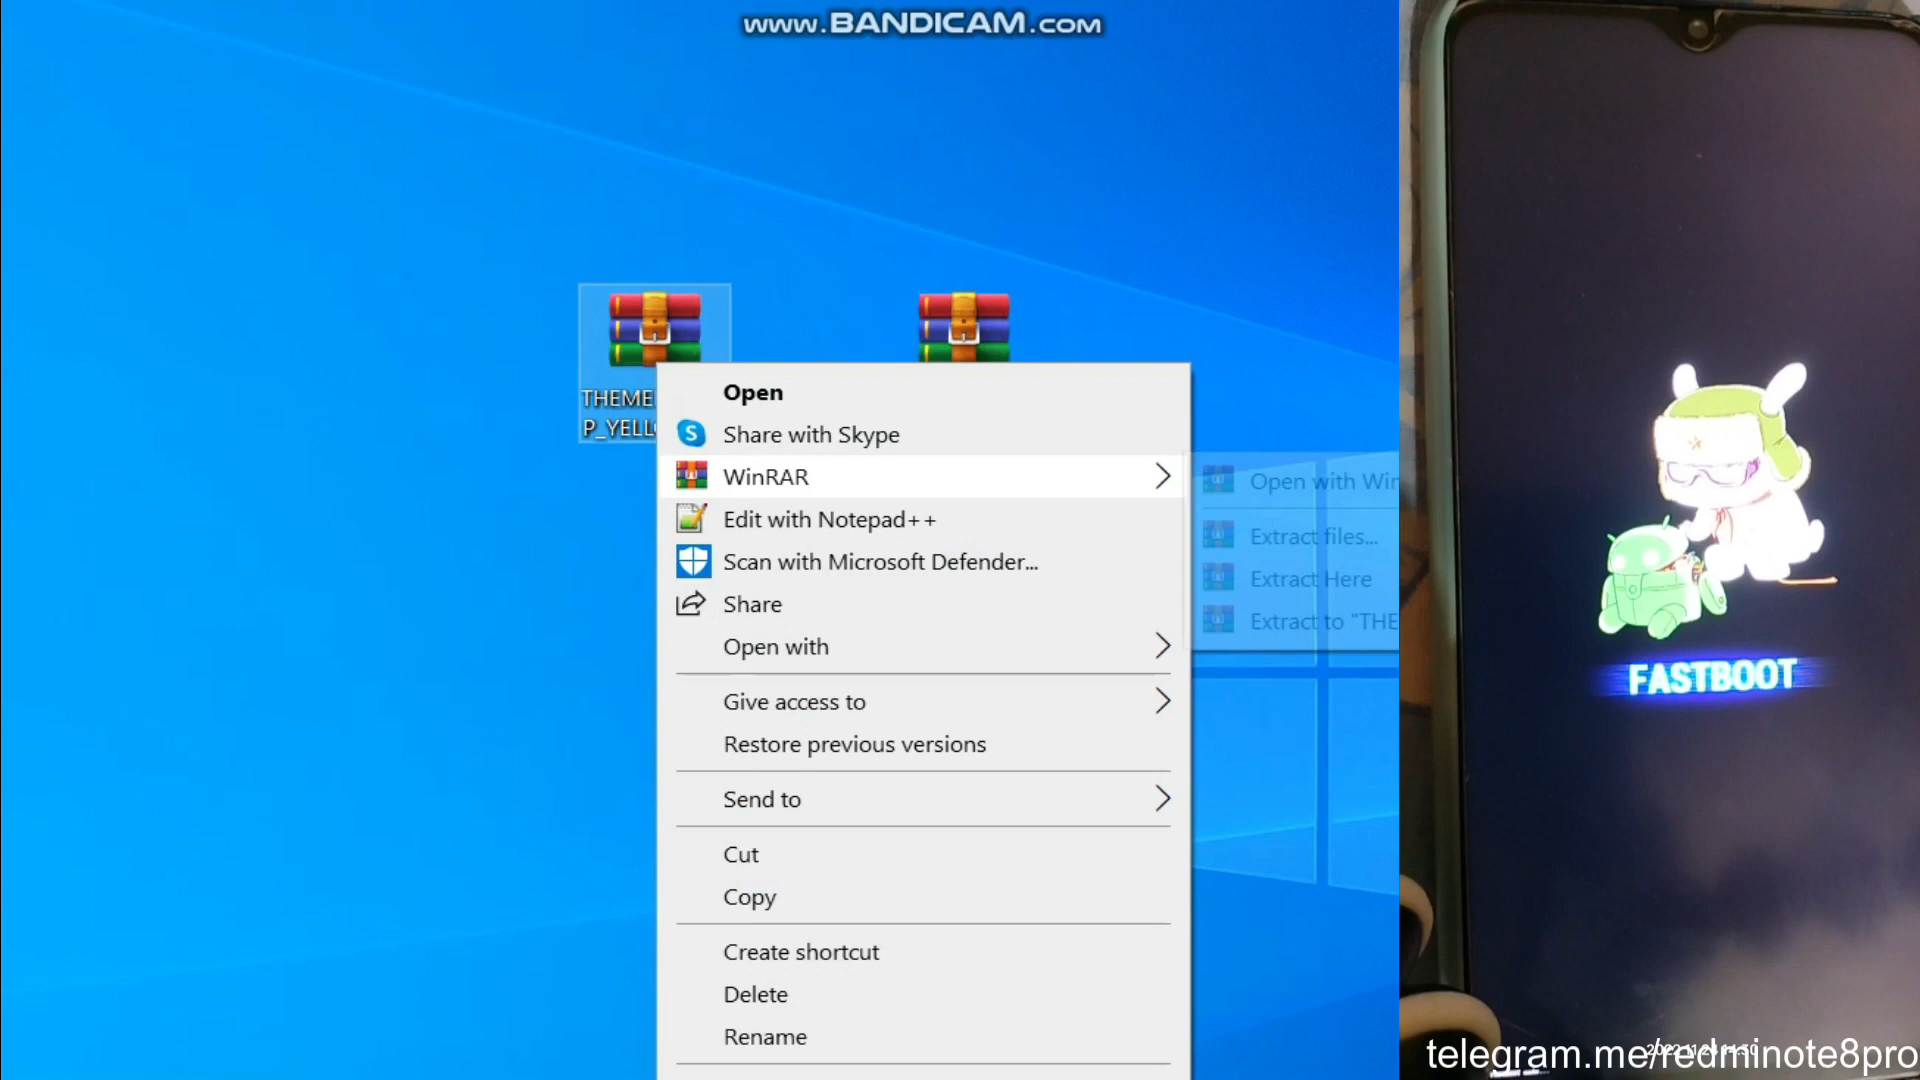 www.BANDICAM.com
THEME
P_YELL
Open
Share with Skype
WinRAR
Edit with Notepad++
Scan with Microsoft Defender...
Share
Open with
Give access to
Restore previous versions
Send to
Cut
Copy
Create shortcut
Delete
Rename
Open with Win
Extract files...
Extract Here
Extract to "THE
FASTBOOT
telegram.me/redminote8pro